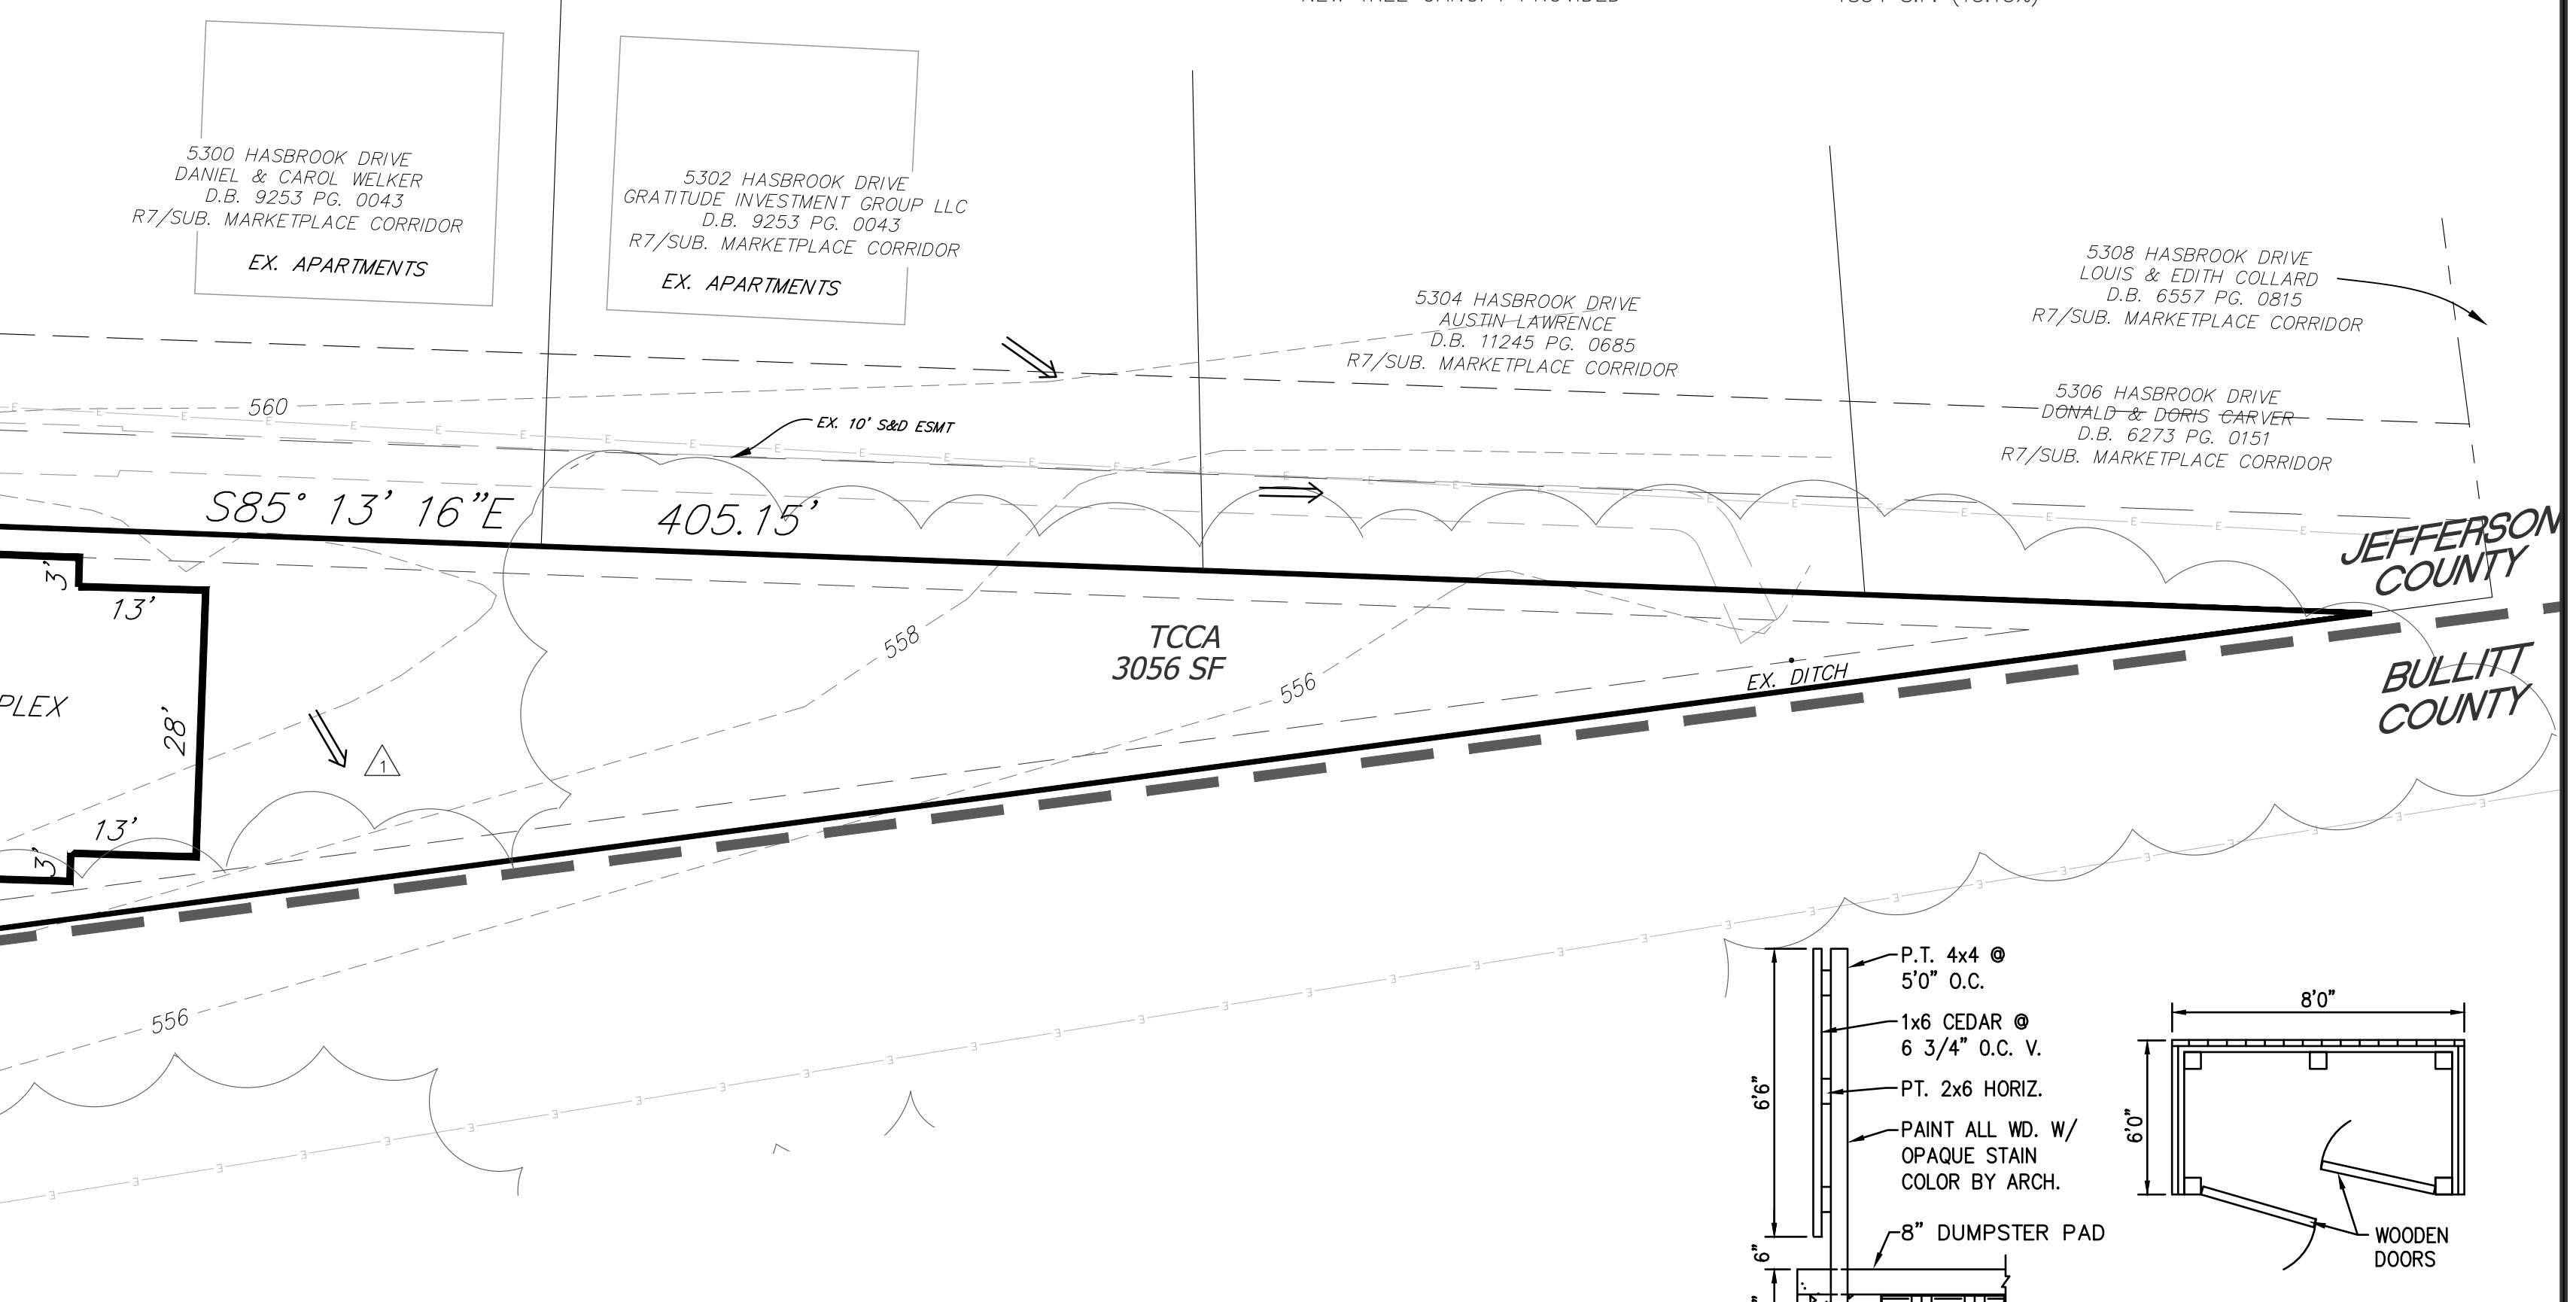 5300 HASBROOK DRIVE
DANIEL & CAROL WELKER
D.B. 9253 PG. 0043
R7/SUB. MARKETPLACE CORRIDOR
EX. APARTMENTS
5302 HASBROOK DRIVE
GRATITUDE INVESTMENT GROUP LLC
D.B. 9253 PG. 0043
R7/SUB. MARKETPLACE CORRIDOR
EX. APARTMENTS
5304 HASBROOK DRIVE
AUSTIN LAWRENCE
D.B. 11245 PG. 0685
R7/SUB. MARKETPLACE CORRIDOR
5308 HASBROOK DRIVE
LOUIS & EDITH COLLARD
D.B. 6557 PG. 0815
R7/SUB. MARKETPLACE CORRIDOR
5306 HASBROOK DRIVE
DONALD & DORIS CARVER
D.B. 6273 PG. 0151
R7/SUB. MARKETPLACE CORRIDOR
560
EX. 10' S&D ESMT
S85° 13' 16"E
405.15'
JEFFERSON
COUNTY
3'
13'
28'
13'
3'
PLEX
1
558
TCCA
3056 SF
556
EX. DITCH
BULLITT
COUNTY
556
P.T. 4x4 @
5'0" O.C.
1x6 CEDAR @
6 3/4" O.C. V.
PT. 2x6 HORIZ.
PAINT ALL WD. W/
OPAQUE STAIN
COLOR BY ARCH.
8" DUMPSTER PAD
6'6"
6"
8'0"
6'0"
WOODEN
DOORS